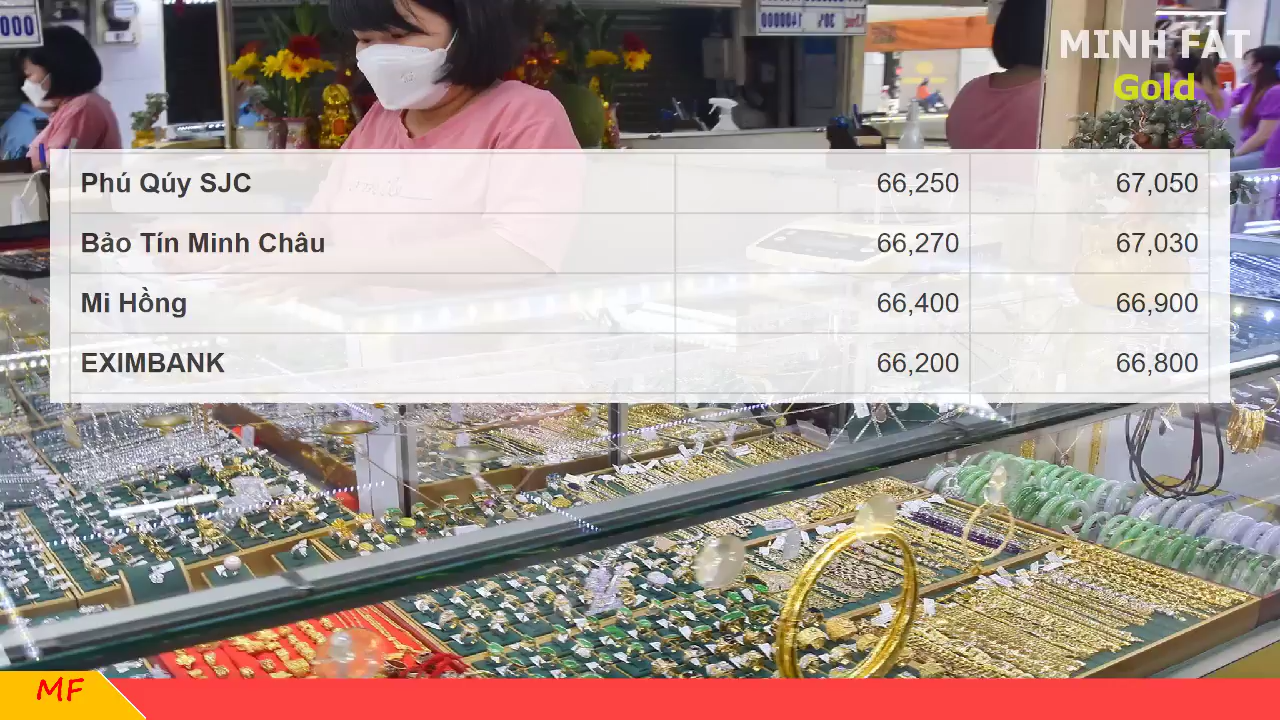 MINH FAT
Gold
Phú Qúy SJC 66,250 67,050
Bảo Tín Minh Châu 66,270 67,030
Mi Hồng 66,400 66,900
EXIMBANK 66,200 66,800
MF